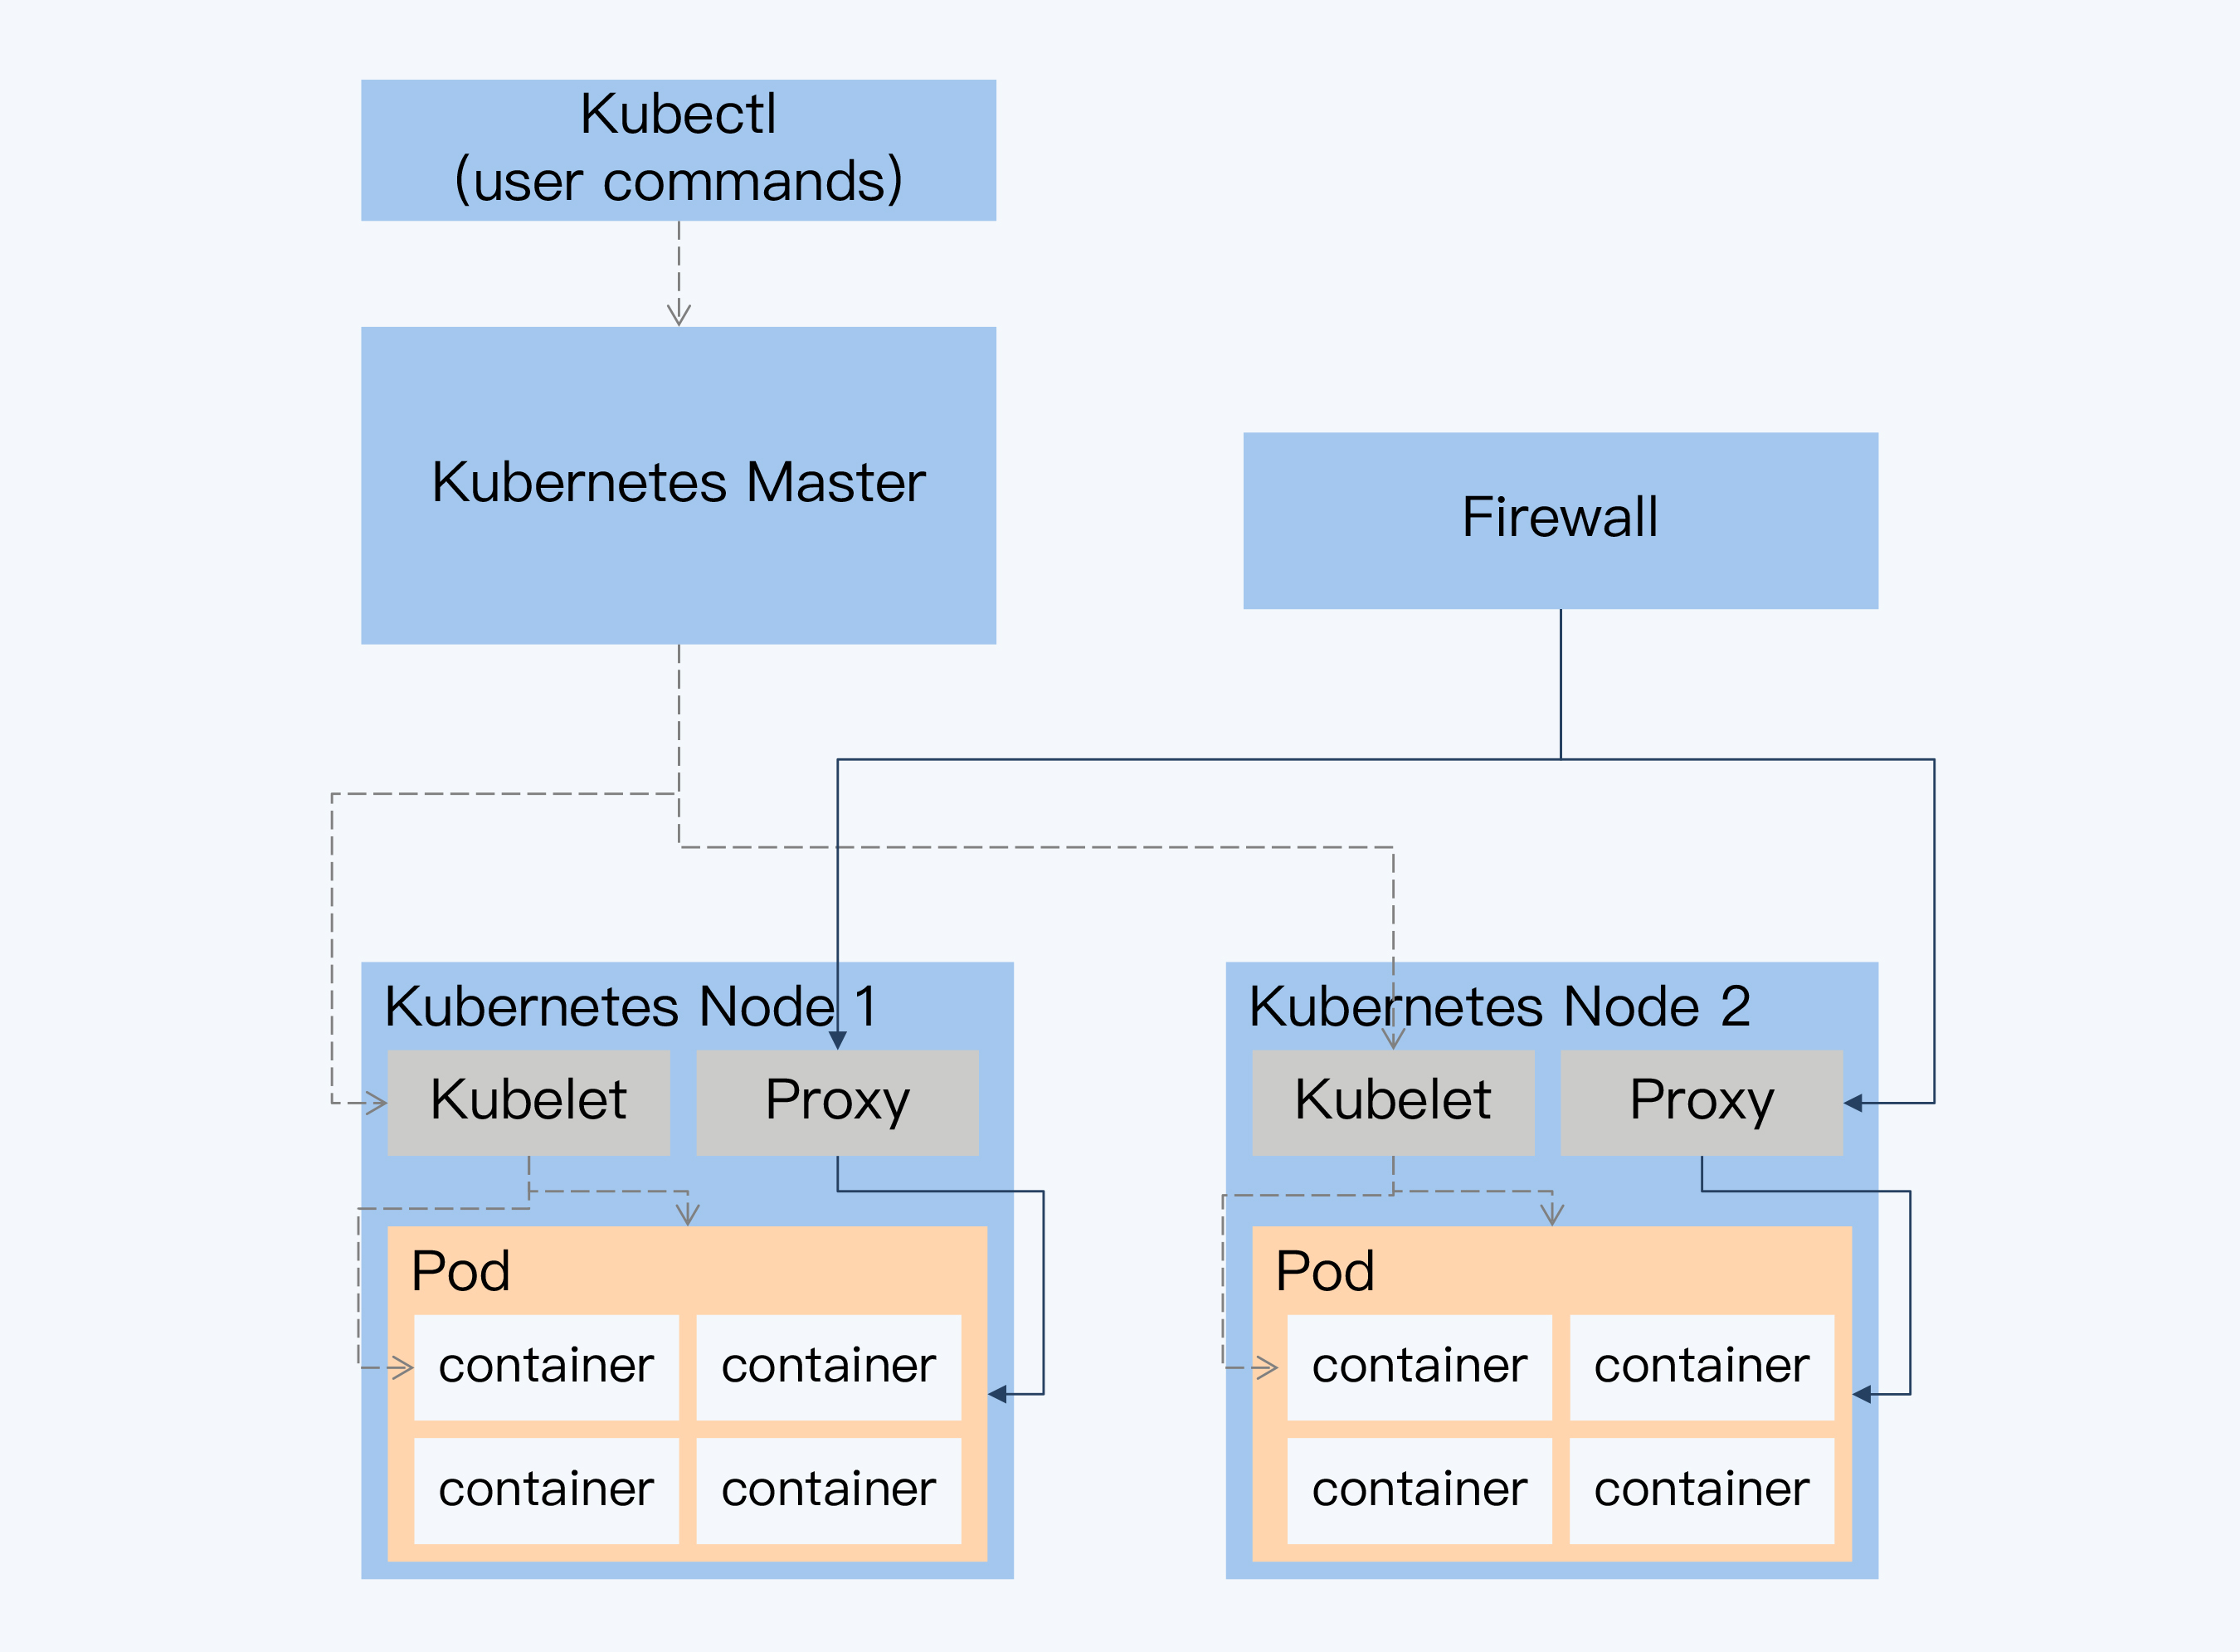 Kubectl
(user commands)
Kubernetes Master
Firewall
Kubernetes Node 1
Kubelet
Proxy
Pod
container
container
container
container
Kubernetes Node 2
Kubelet
Proxy
Pod
container
container
container
container